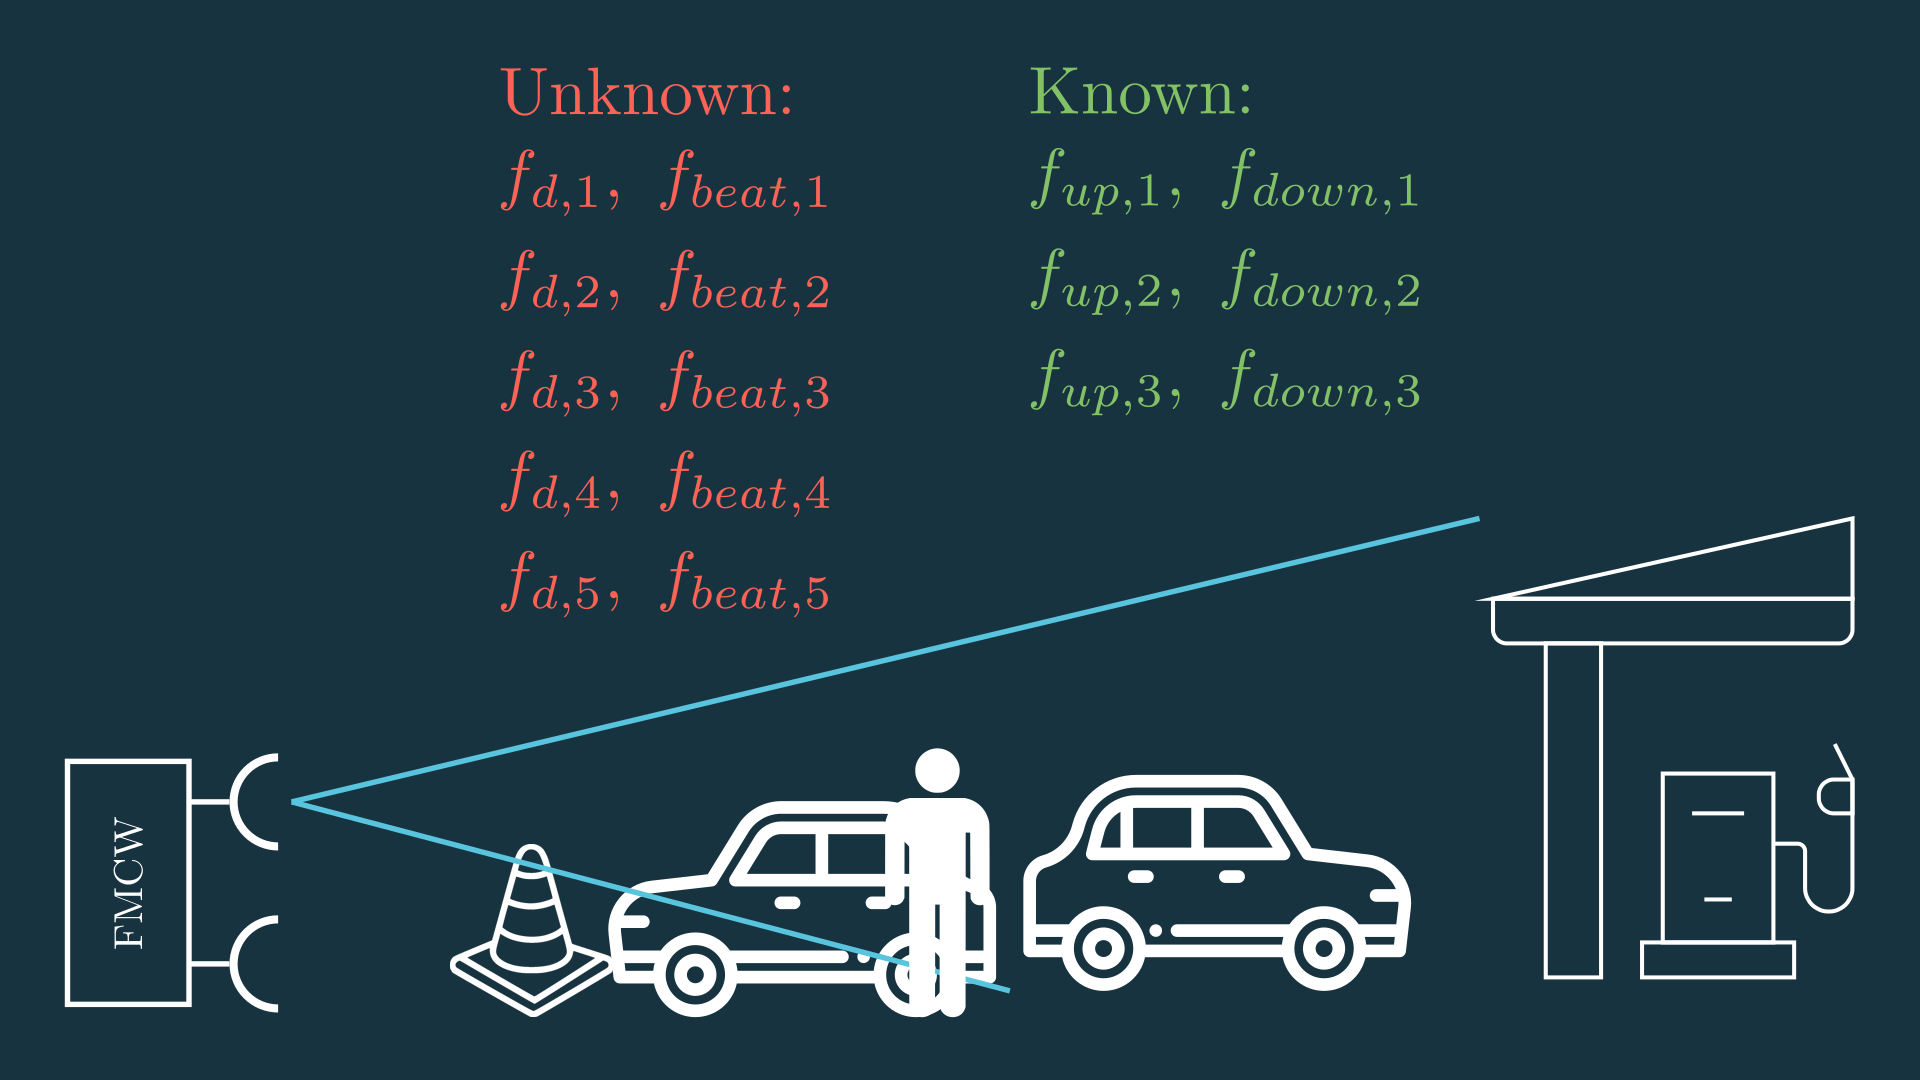 Unknown:
f_{d,1}, f_{beat,1}
f_{d,2}, f_{beat,2}
f_{d,3}, f_{beat,3}
f_{d,4}, f_{beat,4}
f_{d,5}, f_{beat,5}
Known:
f_{up,1}, f_{down,1}
f_{up,2}, f_{down,2}
f_{up,3}, f_{down,3}
FMCW